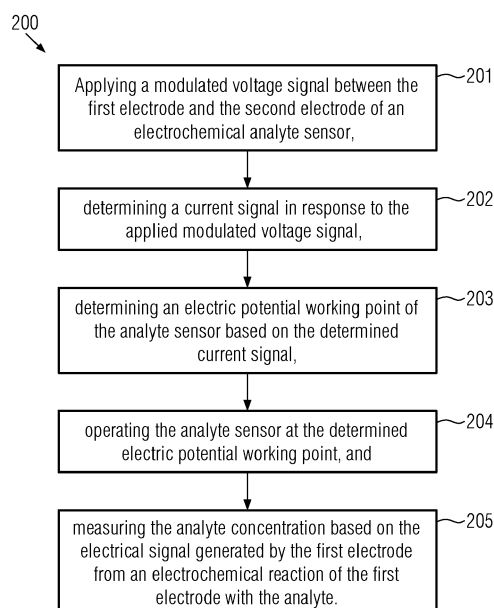 200
Applying a modulated voltage signal between the
first electrode and the second electrode of an
electrochemical analyte sensor,
201
determining a current signal in response to the
applied modulated voltage signal,
202
determining an electric potential working point of
the analyte sensor based on the determined
current signal,
203
operating the analyte sensor at the determined
electric potential working point, and
204
measuring the analyte concentration based on the
electrical signal generated by the first electrode
from an electrochemical reaction of the first
electrode with the analyte.
205